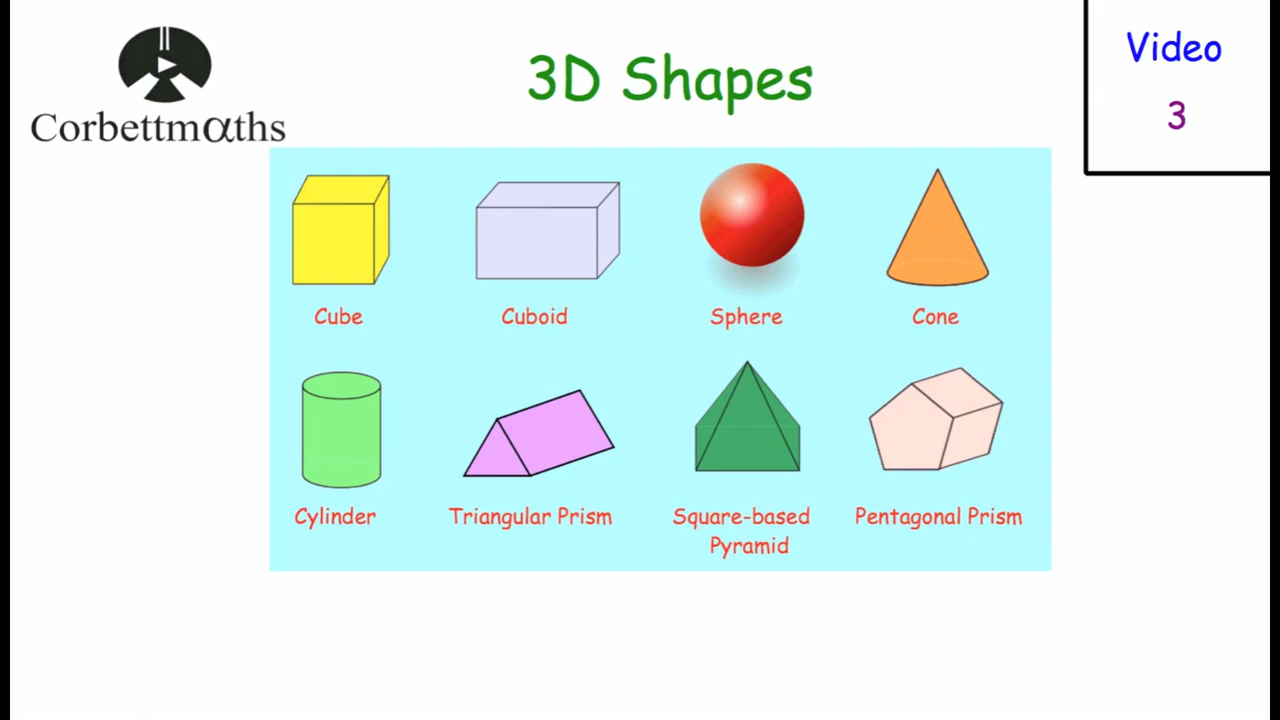 Corbettmαths
3D Shapes
Video
3
Cube
Cuboid
Sphere
Cone
Cylinder
Triangular Prism
Square-based
Pyramid
Pentagonal Prism